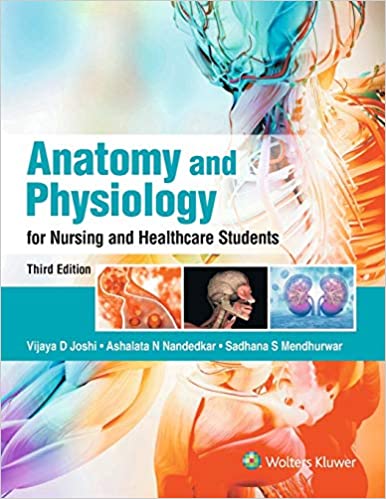 Anatomy and
Physiology
for Nursing and Healthcare Students
Third Edition
Vijaya D Joshi • Ashalata N Nandedkar • Sadhana S Mendhurwar
Wolters Kluwer